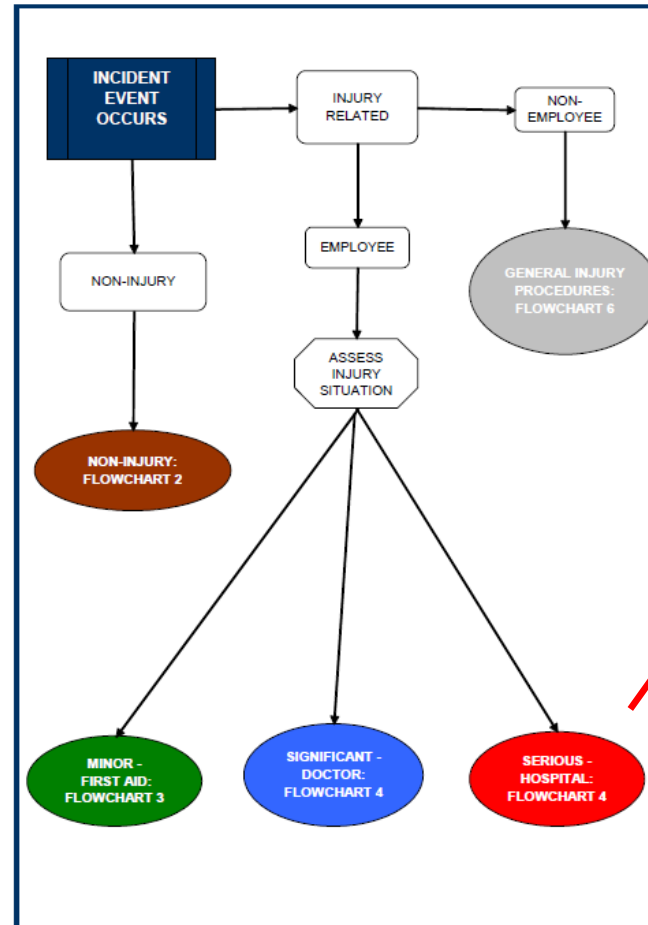 INCIDENT
EVENT
OCCURS
INJURY
RELATED
NON-
EMPLOYEE
EMPLOYEE
NON-INJURY
GENERAL INJURY
PROCEDURES:
FLOWCHART 6
ASSESS
INJURY
SITUATION
NON-INJURY:
FLOWCHART 2
MINOR -
FIRST AID:
FLOWCHART 3
SIGNIFICANT -
DOCTOR:
FLOWCHART 4
SERIOUS -
HOSPITAL:
FLOWCHART 4